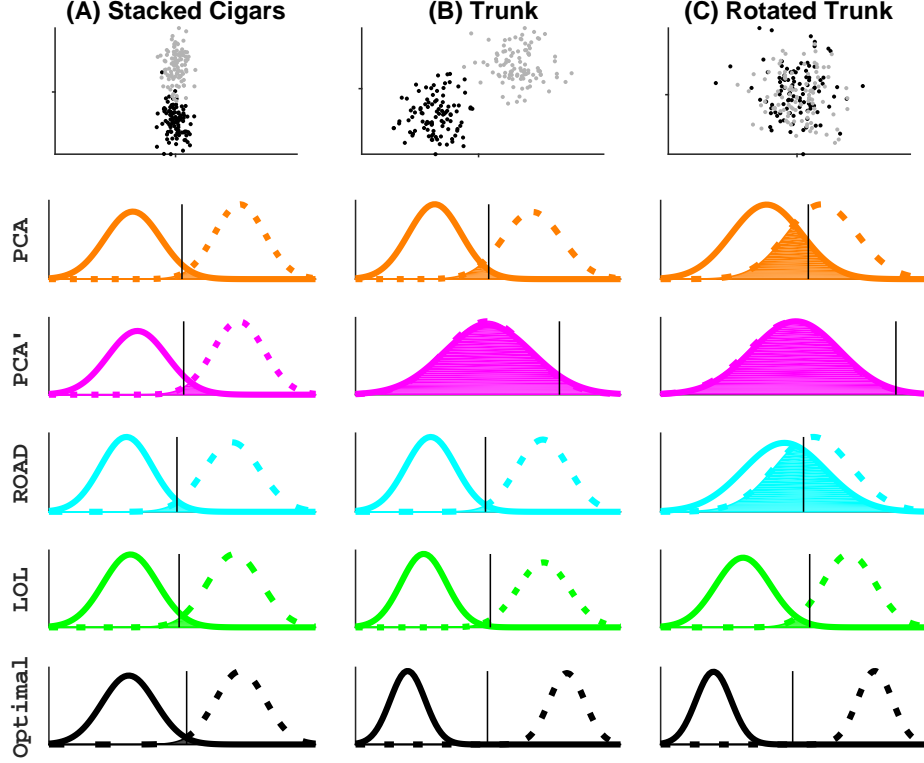 (A) Stacked Cigars
(B) Trunk
(C) Rotated Trunk
PCA
PCA'
ROAD
LOL
Optimal